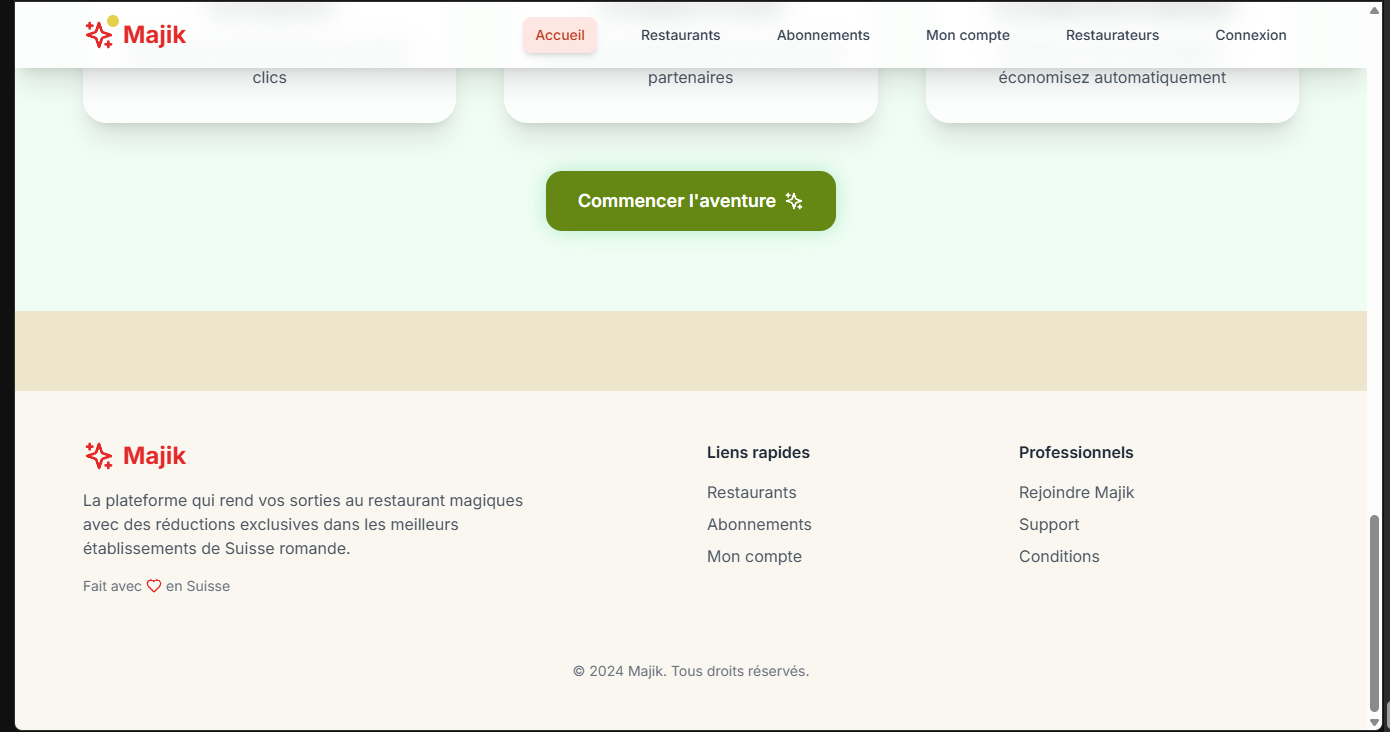 Majik
Accueil
Restaurants
Abonnements
Mon compte
Restaurateurs
Connexion
clics
partenaires
économisez automatiquement
Commencer l'aventure
Majik
La plateforme qui rend vos sorties au restaurant magiques
avec des réductions exclusives dans les meilleurs
établissements de Suisse romande.
Fait avec en Suisse
Liens rapides
Restaurants
Abonnements
Mon compte
Professionnels
Rejoindre Majik
Support
Conditions
© 2024 Majik. Tous droits réservés.